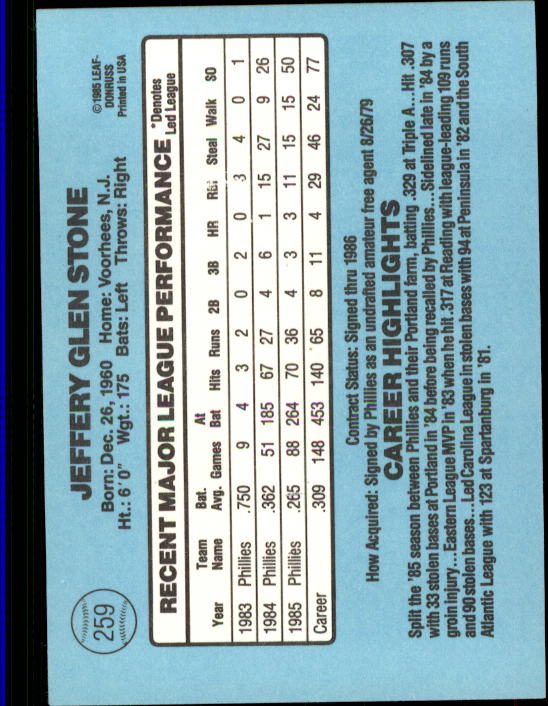 259
JEFFERY GLEN STONE
©1985 LEAF-
DONRUSS
Printed in USA
Born: Dec. 26, 1960 Home: Voorhees, N.J.
Ht.: 6' 0" Wgt.: 175 Bats: Left Throws: Right
RECENT MAJOR LEAGUE PERFORMANCE
*Denotes
Led League
Team Bat. At
Year Name Avg. Games Bat Hits Runs 2B 3B HR RBI Steal Walk SO
1983 Phillies .750 9 4 3 2 0 2 0 3 4 0 1
1984 Phillies .362 51 185 67 27 4 6 1 15 27 9 26
1985 Phillies .265 88 264 70 36 4 3 3 11 15 15 50
Career .309 148 453 140 65 8 11 4 29 46 24 77
Contract Status: Signed thru 1986
How Acquired: Signed by Phillies as an undrafted amateur free agent 8/26/79
CAREER HIGHLIGHTS
Split the '85 season between Phillies and their Portland farm, batting .329 at Triple A...Hit .307
with 33 stolen bases at Portland in '84 before being recalled by Phillies...Sidelined late in '84 by a
groin injury...Eastern League MVP in '83 when he hit .317 at Reading with league-leading 109 runs
and 90 stolen bases...Led Carolina League in stolen bases with 94 at Peninsula in '82 and the South
Atlantic League with 123 at Spartanburg in '81.